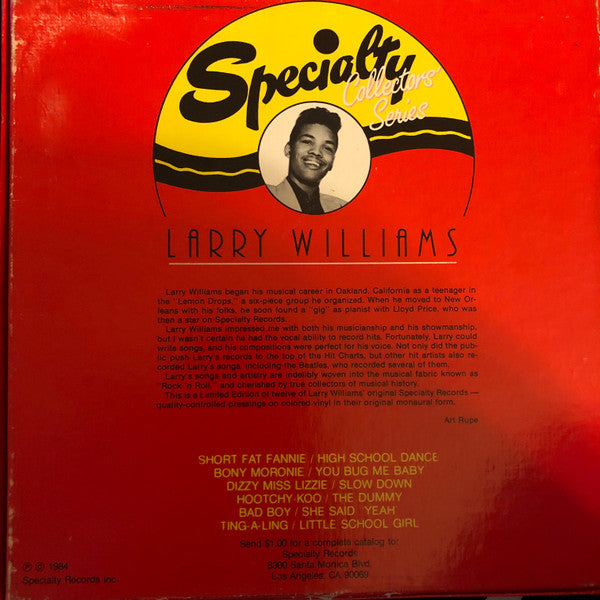 Specialty
Collectors'
Series
LARRY WILLIAMS
Larry Williams began his musical career in Oakland, California as a teenager in
the "Lemon Drops," a six-piece group he organized. When he moved to New Or-
leans with his folks, he soon found a "gig" as pianist with Lloyd Price, who was
then a star on Specialty Records.
Larry Williams impressed me with both his musicianship and his showmanship,
but I wasn't certain he had the vocal ability to record hits. Fortunately, Larry could
write songs, and his compositions were perfect for his voice. Not only did the pub-
lic push Larry's records to the top of the Hit Charts, but other hit artists also re-
corded Larry's songs, including the Beatles, who recorded several of them.
Larry's songs and artistry are indelibly woven into the musical fabric known as
"Rock 'n Roll," and cherished by true collectors of musical history.
This is a Limited Edition of twelve of Larry Williams' original Specialty Records —
quality-controlled pressings on colored vinyl in their original monaural form.
Art Rupe
SHORT FAT FANNIE / HIGH SCHOOL DANCE
BONY MORONIE / YOU BUG ME BABY
DIZZY MISS LIZZIE / SLOW DOWN
HOOTCHY-KOO / THE DUMMY
BAD BOY / SHE SAID "YEAH"
TING-A-LING / LITTLE SCHOOL GIRL
Send $1.00 for a complete catalog to:
Specialty Records
8300 Santa Monica Blvd.
Los Angeles, CA 90069
℗ © 1984
Specialty Records Inc.